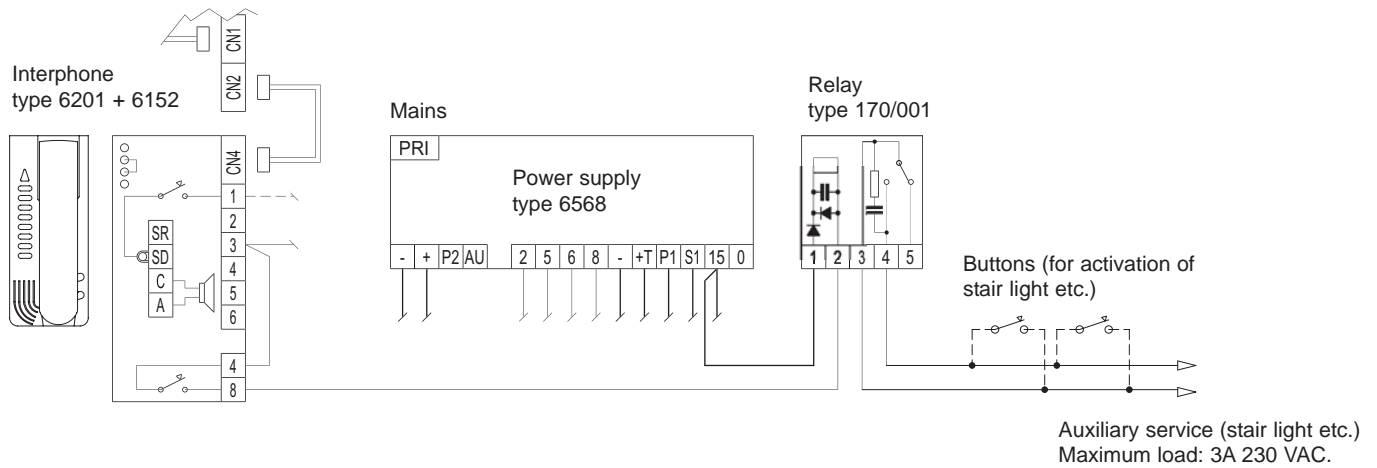 CN1
CN2
Interphone
type 6201 + 6152
CN4
1
2
3
4
5
6
4
8
SR
SD
C
A
Mains
PRI
Power supply
type 6568
- + P2 AU 2 5 6 8 - +T P1 S1 15 0
Relay
type 170/001
1 2 3 4 5
Buttons (for activation of
stair light etc.)
Auxiliary service (stair light etc.)
Maximum load: 3A 230 VAC.